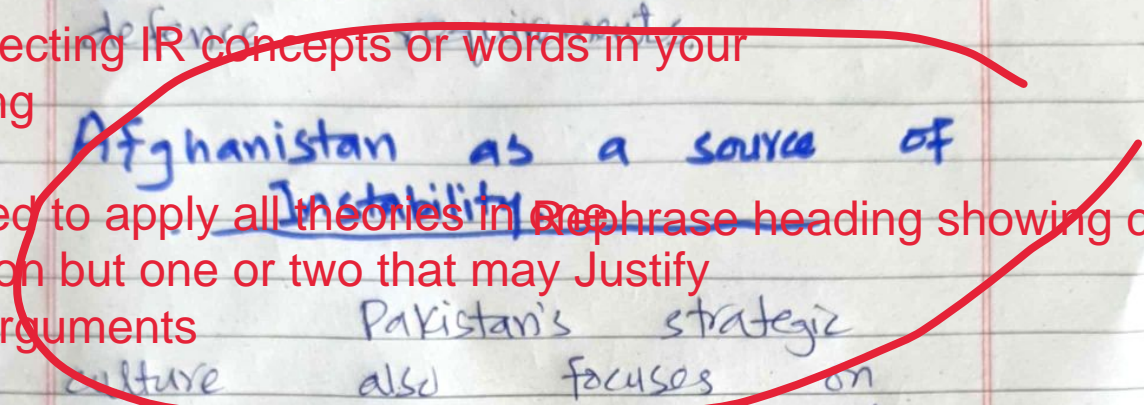 defence requirements.
ecting IR concepts or words in your
ng
Afghanistan as a source of
Instability
ed to apply all theories in one
on but one or two that may Justify
rguments
Rephrase heading showing c
Pakistan's strategic
culture also focuses on